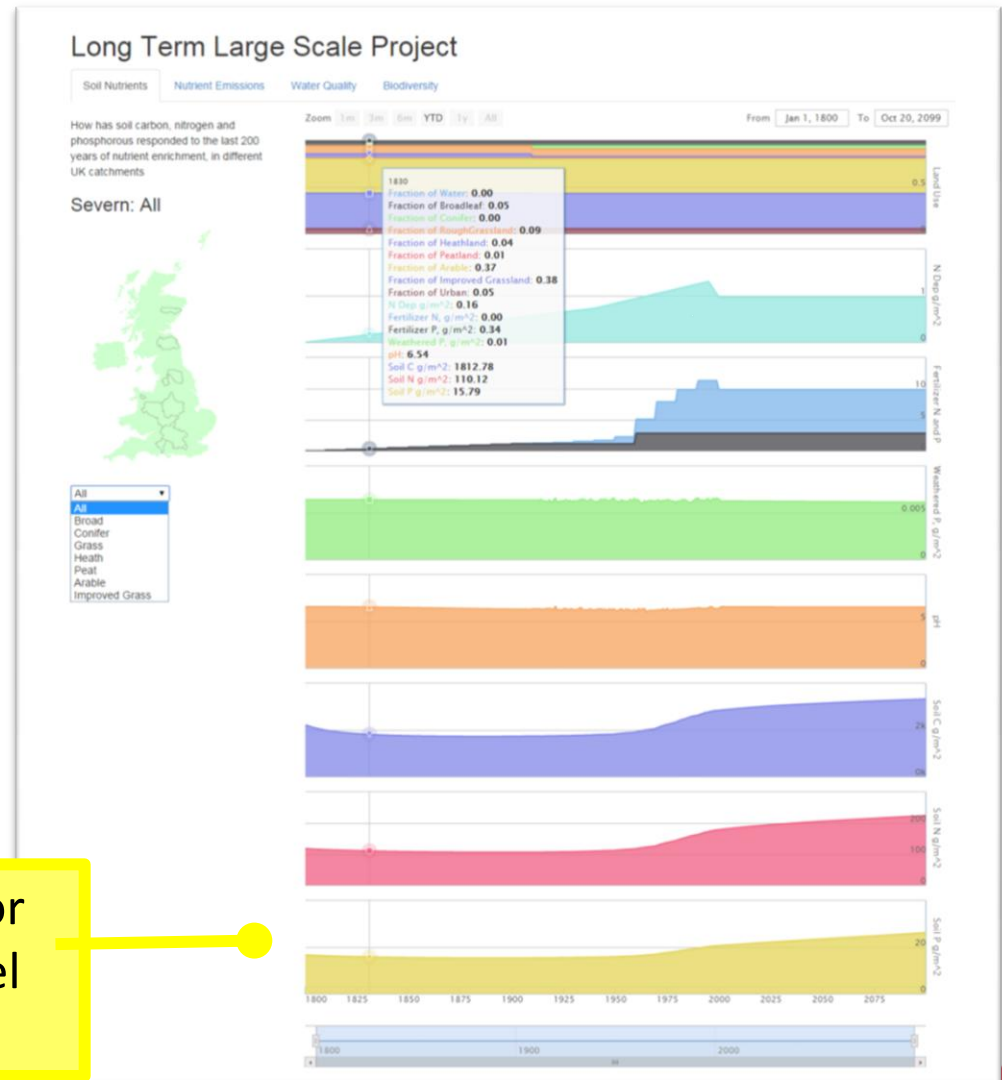 Long Term Large Scale Project
Soil Nutrients Nutrient Emissions Water Quality Biodiversity
How has soil carbon, nitrogen and
phosphorous responded to the last 200
years of nutrient enrichment, in different
UK catchments
Severn: All
All
All
Broad
Conifer
Grass
Heath
Peat
Arable
Improved Grass
Zoom 1m 3m 6m YTD 1y All
From Jan 1, 1800 To Oct 20, 2099
1830
Fraction of Water: 0.00
Fraction of Broadleaf: 0.05
Fraction of Conifer: 0.00
Fraction of RoughGrassland: 0.09
Fraction of Heathland: 0.04
Fraction of Peatland: 0.01
Fraction of Arable: 0.37
Fraction of Improved Grassland: 0.38
Fraction of Urban: 0.05
N Dep g/m^2: 0.16
Fertilizer N, g/m^2: 0.00
Fertilizer P, g/m^2: 0.34
Weathered P, g/m^2: 0.01
pH: 6.54
Soil C g/m^2: 1812.78
Soil N g/m^2: 110.12
Soil P g/m^2: 15.79
0.5
Land Use
1
0
N Dep g/m^2
10
5
Fertilizer N and P
0.005
0
Weathered P, g/m^2
5
0
pH
2k
0k
Soil C g/m^2
200
100
0
Soil N g/m^2
20
0
Soil P g/m^2
1800 1825 1850 1875 1900 1925 1950 1975 2000 2025 2050 2075
1800 1900 2000
or
el